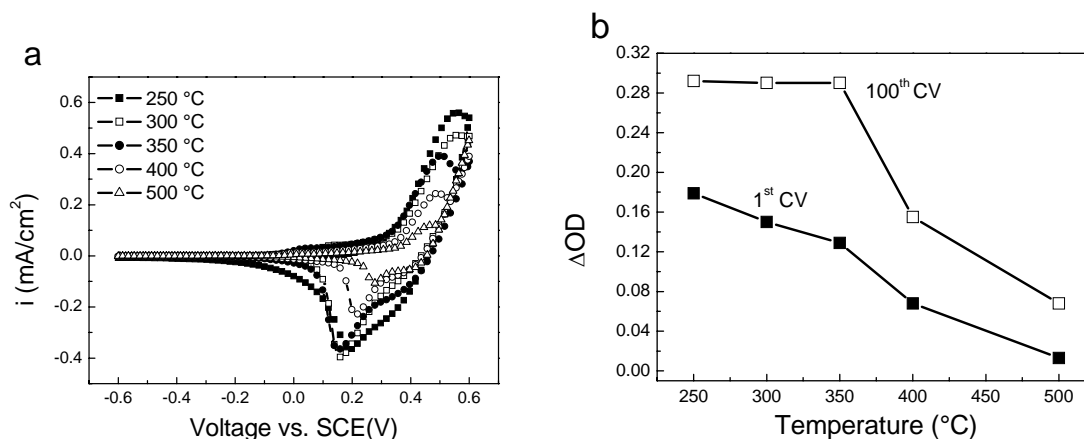 a
0.6
0.4
0.2
0.0
-0.2
-0.4
i (mA/cm²)
250 °C
300 °C
350 °C
400 °C
500 °C
-0.6 -0.4 -0.2 0.0 0.2 0.4 0.6
Voltage vs. SCE(V)
b
0.32
0.28
0.24
0.20
0.16
0.12
0.08
0.04
0.00
ΔOD
100th CV
1st CV
250 300 350 400 450 500
Temperature (°C)